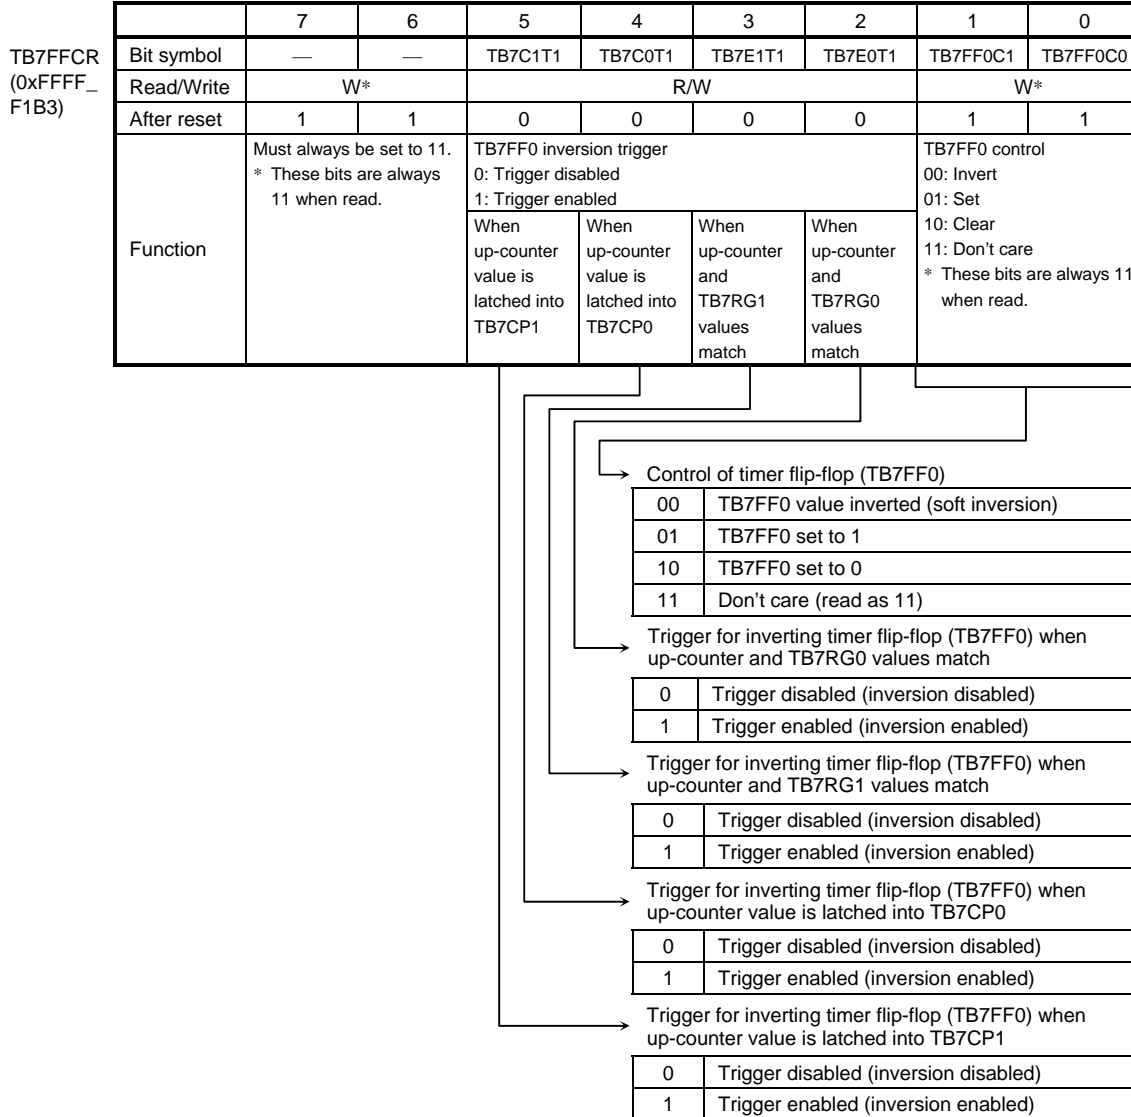 7 6 5 4 3 2 1 0
TB7FFCR
(0xFFFF_
F1B3)
Bit symbol — — TB7C1T1 TB7C0T1 TB7E1T1 TB7E0T1 TB7FF0C1 TB7FF0C0
Read/Write W* R/W W*
After reset 1 1 0 0 0 0 1 1
Function
Must always be set to 11.
* These bits are always
11 when read.
TB7FF0 inversion trigger
0: Trigger disabled
1: Trigger enabled
When
up-counter
value is
latched into
TB7CP1
When
up-counter
value is
latched into
TB7CP0
When
up-counter
and
TB7RG1
values
match
When
up-counter
and
TB7RG0
values
match
TB7FF0 control
00: Invert
01: Set
10: Clear
11: Don't care
* These bits are always 11
when read.
Control of timer flip-flop (TB7FF0)
00 TB7FF0 value inverted (soft inversion)
01 TB7FF0 set to 1
10 TB7FF0 set to 0
11 Don't care (read as 11)
Trigger for inverting timer flip-flop (TB7FF0) when
up-counter and TB7RG0 values match
0 Trigger disabled (inversion disabled)
1 Trigger enabled (inversion enabled)
Trigger for inverting timer flip-flop (TB7FF0) when
up-counter and TB7RG1 values match
0 Trigger disabled (inversion disabled)
1 Trigger enabled (inversion enabled)
Trigger for inverting timer flip-flop (TB7FF0) when
up-counter value is latched into TB7CP0
0 Trigger disabled (inversion disabled)
1 Trigger enabled (inversion enabled)
Trigger for inverting timer flip-flop (TB7FF0) when
up-counter value is latched into TB7CP1
0 Trigger disabled (inversion disabled)
1 Trigger enabled (inversion enabled)